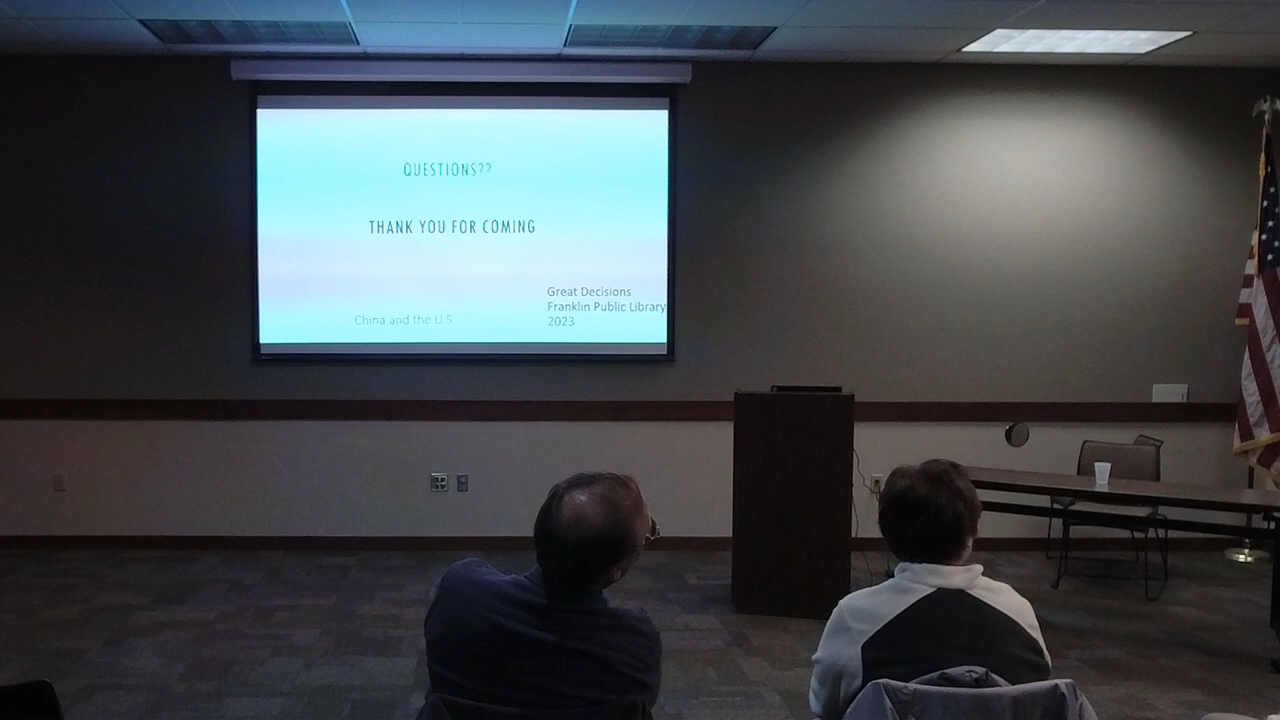 QUESTIONS??
THANK YOU FOR COMING
Great Decisions
Franklin Public Library
2023
China and the U S